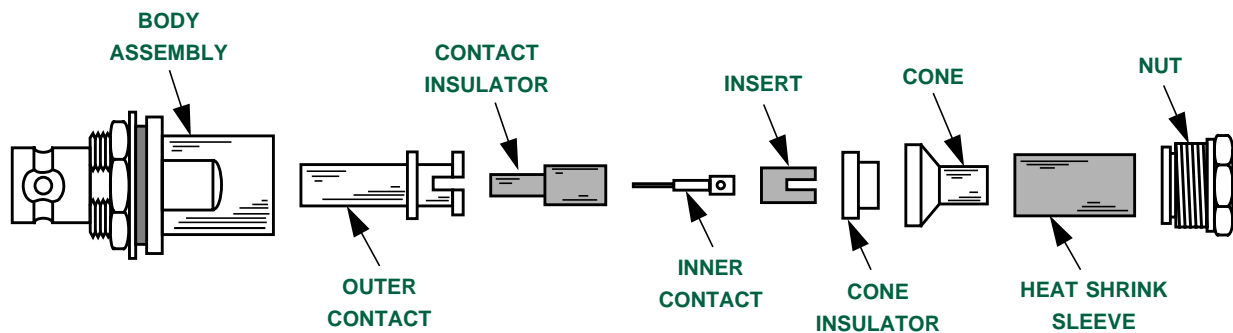 BODY
ASSEMBLY
CONTACT
INSULATOR
INSERT
CONE
NUT
OUTER
CONTACT
INNER
CONTACT
CONE
INSULATOR
HEAT SHRINK
SLEEVE